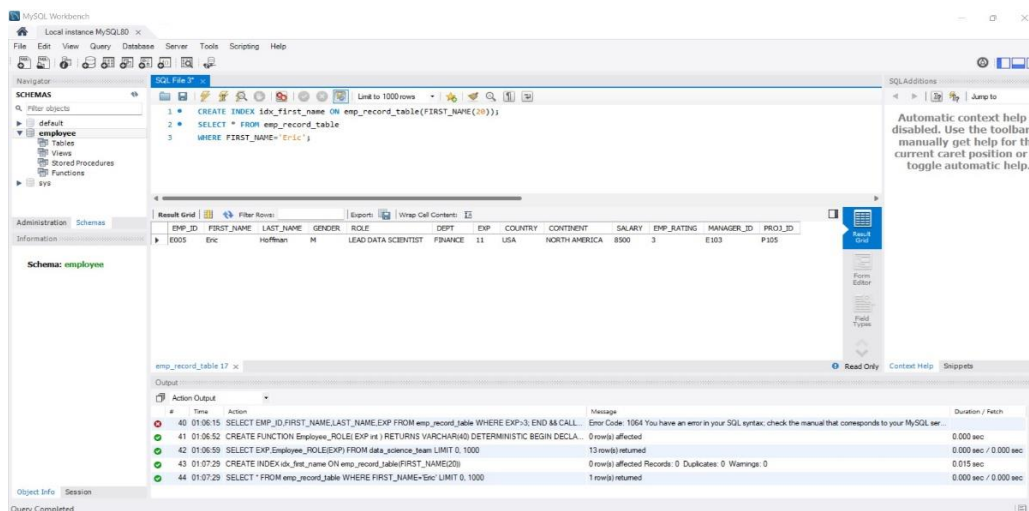 MySQL Workbench
Local instance MySQL80
File Edit View Query Database Server Tools Scripting Help
Navigator
SCHEMAS
Filter objects
default
employee
Tables
Views
Stored Procedures
Functions
sys
Administration Schemas
Information
Schema: employee
Object Info Session
Query Completed
SQL File 3*
Limit to 1000 rows
1 CREATE INDEX idx_first_name ON emp_record_table(FIRST_NAME(20));
2 SELECT * FROM emp_record_table
3 WHERE FIRST_NAME='Eric';
Result Grid Filter Rows: Export: Wrap Cell Content:
EMP_ID FIRST_NAME LAST_NAME GENDER ROLE DEPT EXP COUNTRY CONTINENT SALARY EMP_RATING MANAGER_ID PROJ_ID
E005 Eric Hoffman M LEAD DATA SCIENTIST FINANCE 11 USA NORTH AMERICA 8500 3 E103 P105
Result Grid
Form Editor
Field Types
emp_record_table 17
Read Only
Output
Action Output
# Time Action Message Duration / Fetch
40 01:06:15 SELECT EMP_ID,FIRST_NAME,LAST_NAME,EXP FROM emp_record_table WHERE EXP>3; END && CALL... Error Code: 1064 You have an error in your SQL syntax; check the manual that corresponds to your MySQL ser...
41 01:06:52 CREATE FUNCTION Employee_ROLE( EXP int ) RETURNS VARCHAR(40) DETERMINISTIC BEGIN DECLA... 0 row(s) affected 0.000 sec
42 01:06:59 SELECT EXP,Employee_ROLE(EXP) FROM data_science_team LIMIT 0, 1000 13 row(s) returned 0.000 sec / 0.000 sec
43 01:07:29 CREATE INDEX idx_first_name ON emp_record_table(FIRST_NAME(20)) 0 row(s) affected Records: 0 Duplicates: 0 Warnings: 0 0.015 sec
44 01:07:29 SELECT * FROM emp_record_table WHERE FIRST_NAME='Eric' LIMIT 0, 1000 1 row(s) returned 0.000 sec / 0.000 sec
SQLAdditions
Jump to
Automatic context help
disabled. Use the toolbar
manually get help for th
current caret position or
toggle automatic help.
Context Help Snippets